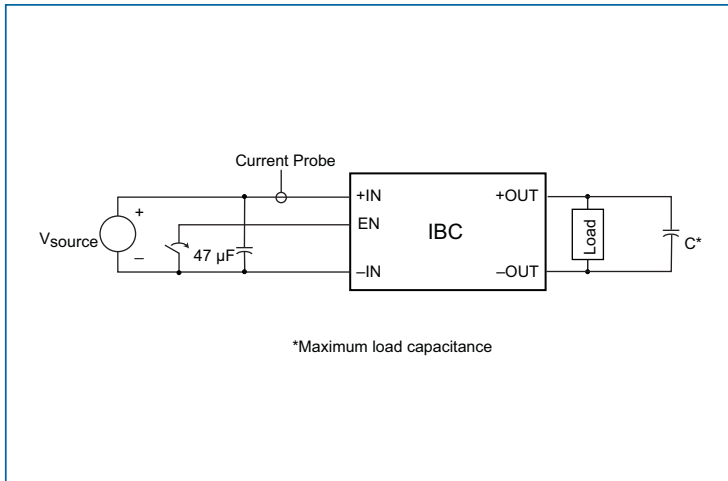 Current Probe
+IN
+OUT
+
EN
Vsource
IBC
Load
C*
47 µF
–
–IN
–OUT
*Maximum load capacitance